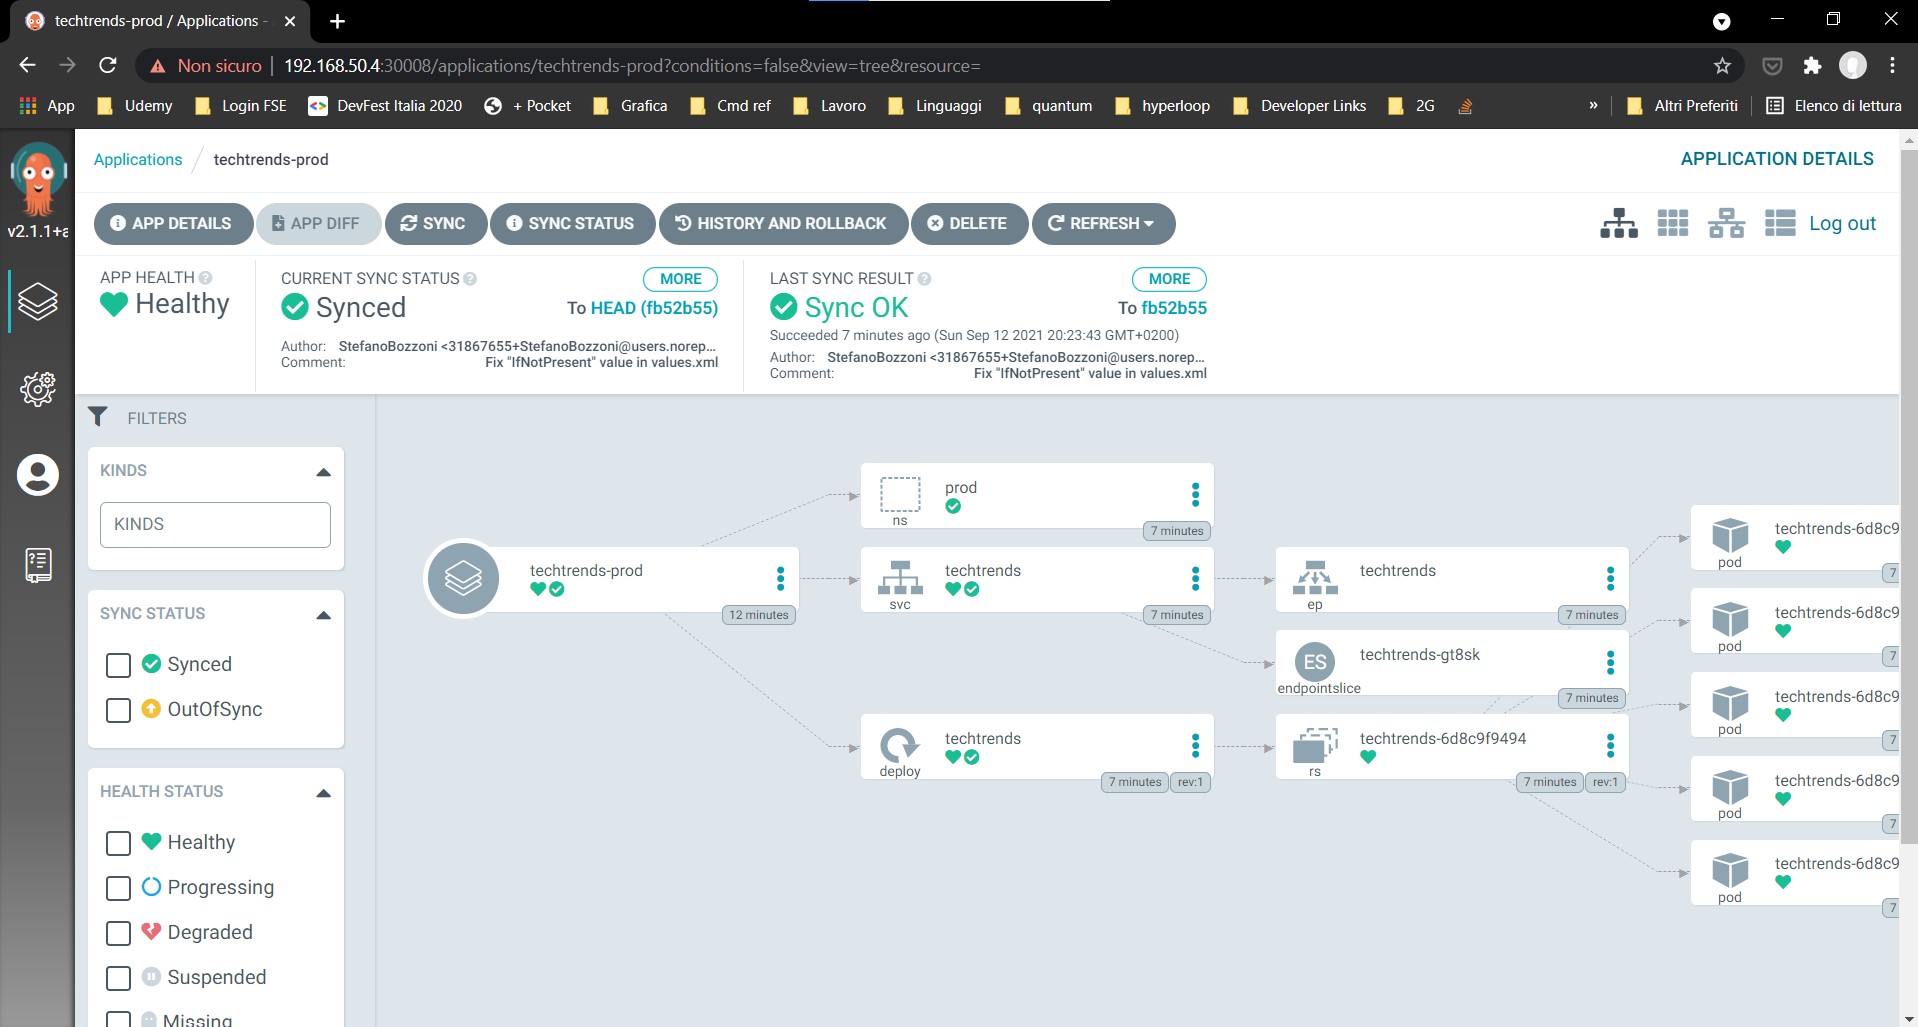 techtrends-prod / Applications -
Non sicuro
192.168.50.4:30008/applications/techtrends-prod?conditions=false&view=tree&resource=
App
Udemy
Login FSE
DevFest Italia 2020
+ Pocket
Grafica
Cmd ref
Lavoro
Linguaggi
quantum
hyperloop
Developer Links
2G
»
Altri Preferiti
Elenco di lettura
v2.1.1+a
Applications / techtrends-prod
APPLICATION DETAILS
APP DETAILS
APP DIFF
SYNC
SYNC STATUS
HISTORY AND ROLLBACK
DELETE
REFRESH
Log out
APP HEALTH
Healthy
CURRENT SYNC STATUS
MORE
Synced
To HEAD (fb52b55)
Author: StefanoBozzoni <31867655+StefanoBozzoni@users.norep...
Comment: Fix "IfNotPresent" value in values.xml
LAST SYNC RESULT
MORE
Sync OK
To fb52b55
Succeeded 7 minutes ago (Sun Sep 12 2021 20:23:43 GMT+0200)
Author: StefanoBozzoni <31867655+StefanoBozzoni@users.norep...
Comment: Fix "IfNotPresent" value in values.xml
FILTERS
KINDS
KINDS
SYNC STATUS
Synced
OutOfSync
HEALTH STATUS
Healthy
Progressing
Degraded
Suspended
Missing
techtrends-prod
12 minutes
prod
ns
7 minutes
techtrends
svc
7 minutes
techtrends
deploy
7 minutes
rev:1
techtrends
ep
7 minutes
ES
techtrends-gt8sk
endpointslice
7 minutes
techtrends-6d8c9f9494
rs
7 minutes
rev:1
techtrends-6d8c9
pod
7
techtrends-6d8c9
pod
7
techtrends-6d8c9
pod
7
techtrends-6d8c9
pod
7
techtrends-6d8c9
pod
7